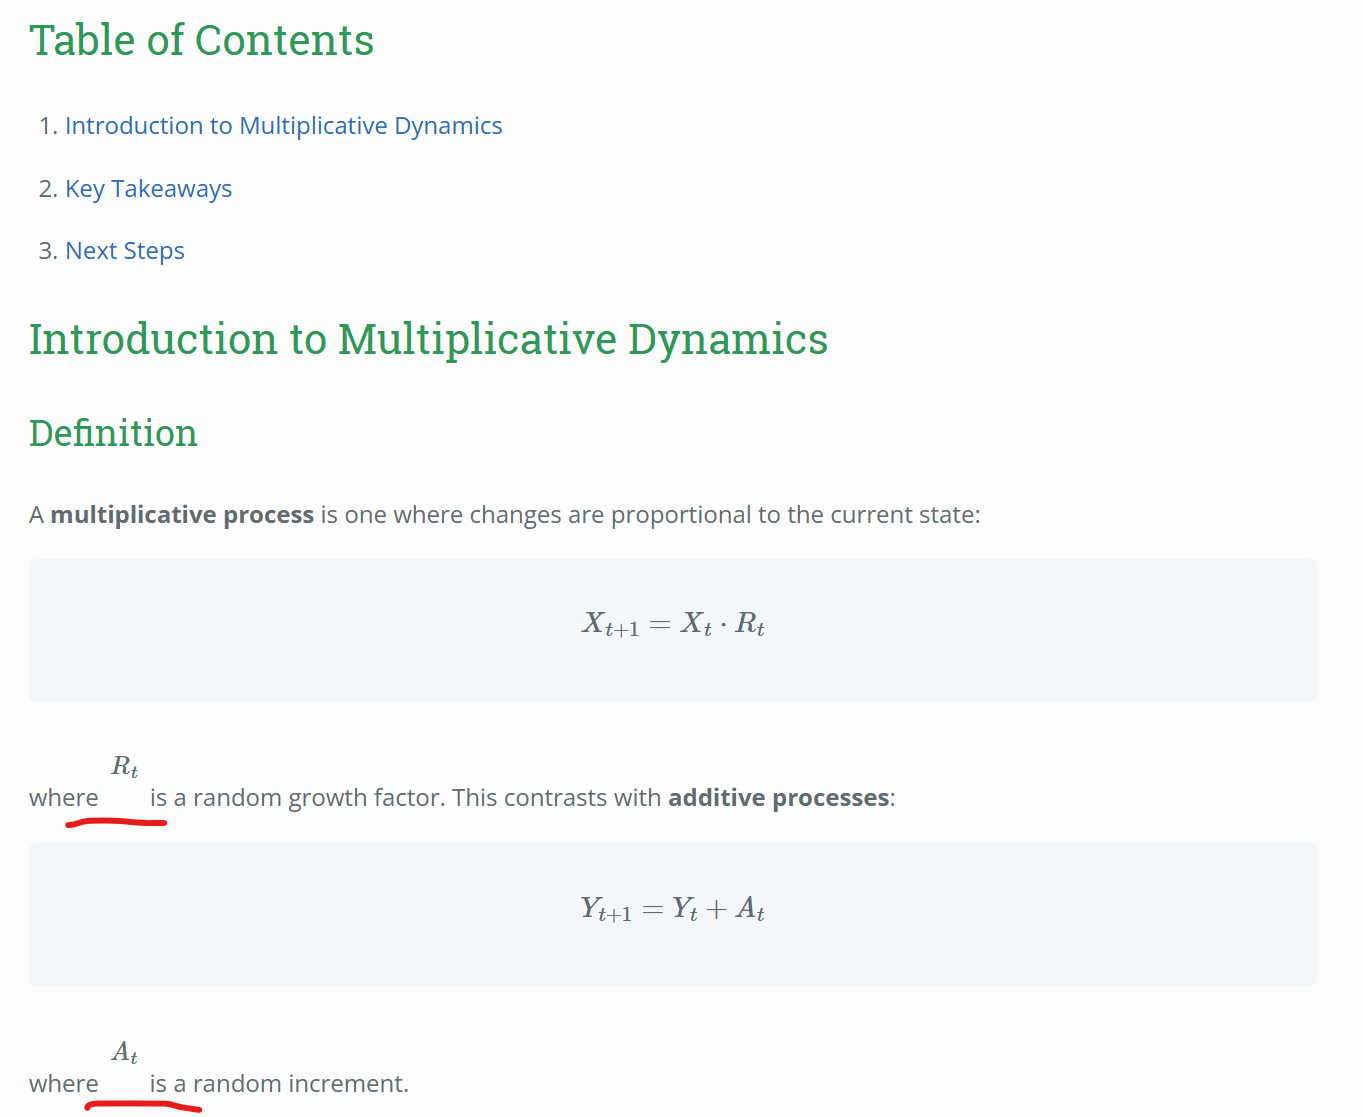 Table of Contents
1. Introduction to Multiplicative Dynamics
2. Key Takeaways
3. Next Steps
Introduction to Multiplicative Dynamics
Definition
A multiplicative process is one where changes are proportional to the current state:
X_{t+1} = X_t · R_t
where R_t is a random growth factor. This contrasts with additive processes:
Y_{t+1} = Y_t + A_t
where A_t is a random increment.